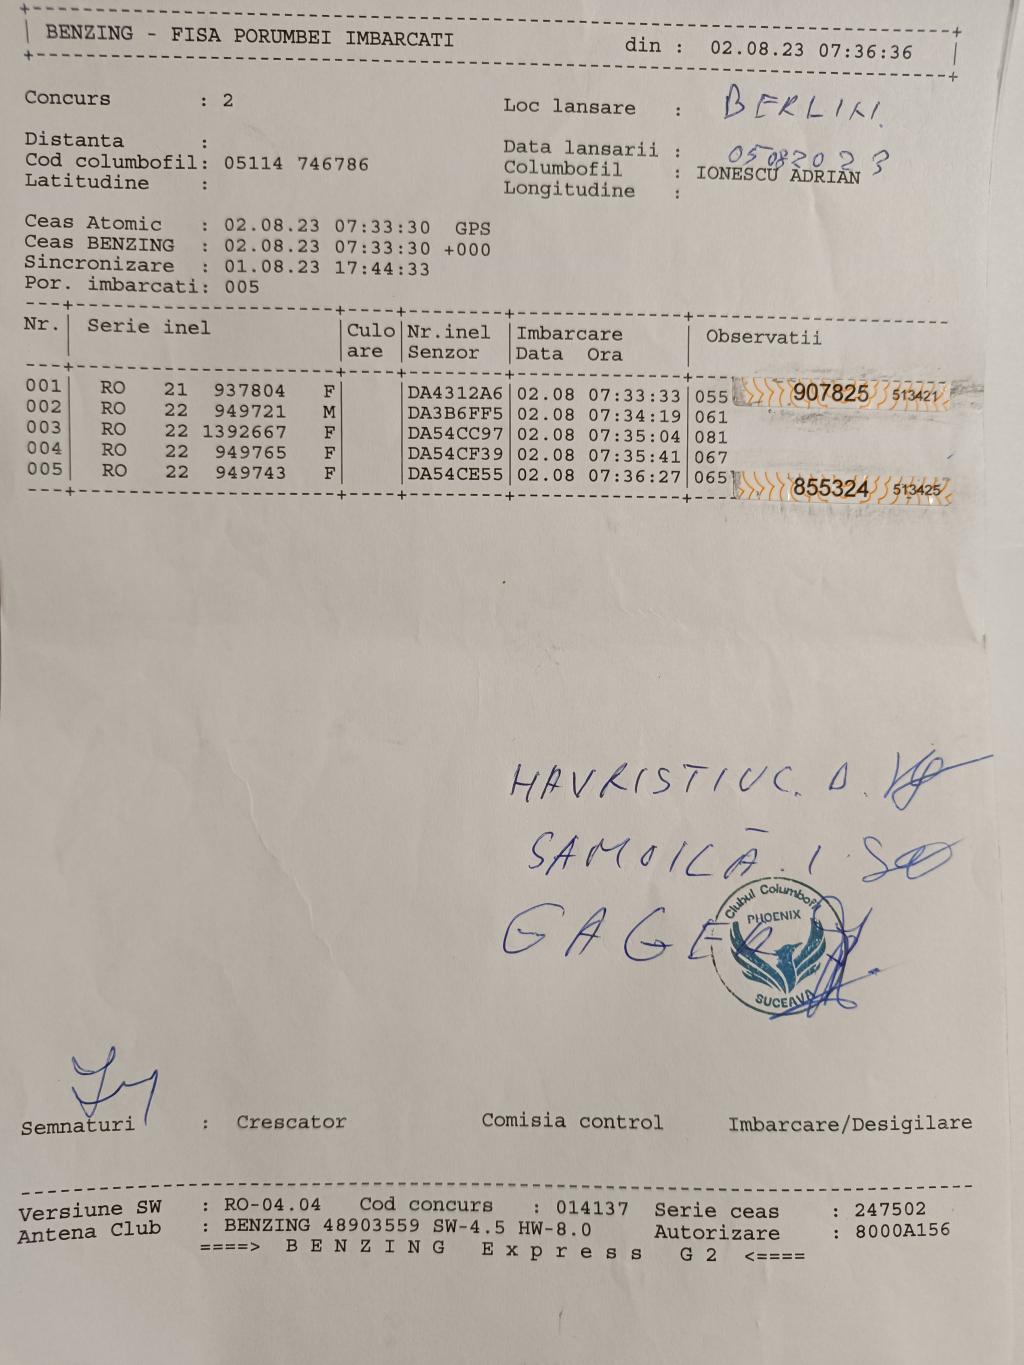 BENZING - FISA PORUMBEI IMBARCATI din : 02.08.23 07:36:36
Concurs : 2 Loc lansare : BERLIN.
Distanta : Data lansarii : 05082023
Cod columbofil: 05114 746786 Columbofil : IONESCU ADRIAN
Latitudine : Longitudine :
Ceas Atomic : 02.08.23 07:33:30 GPS
Ceas BENZING : 02.08.23 07:33:30 +000
Sincronizare : 01.08.23 17:44:33
Por. imbarcati: 005
Nr.| Serie inel |Culo|Nr.inel |Imbarcare | Observatii
are |Senzor |Data Ora
001| RO 21 937804 F| |DA4312A6|02.08 07:33:33|055 907825 513421
002| RO 22 949721 M| |DA3B6FF5|02.08 07:34:19|061
003| RO 22 1392667 F| |DA54CC97|02.08 07:35:04|081
004| RO 22 949765 F| |DA54CF39|02.08 07:35:41|067
005| RO 22 949743 F| |DA54CE55|02.08 07:36:27|065 855324 513425
HAVRISTIUC. D.
SAMOILĂ. I
GAGEA
Clubul Columbofil
PHOENIX
SUCEAVA
Semnaturi : Crescator Comisia control Imbarcare/Desigilare
Versiune SW : RO-04.04 Cod concurs : 014137 Serie ceas : 247502
Antena Club : BENZING 48903559 SW-4.5 HW-8.0 Autorizare : 8000A156
====> B E N Z I N G E x p r e s s G 2 <====